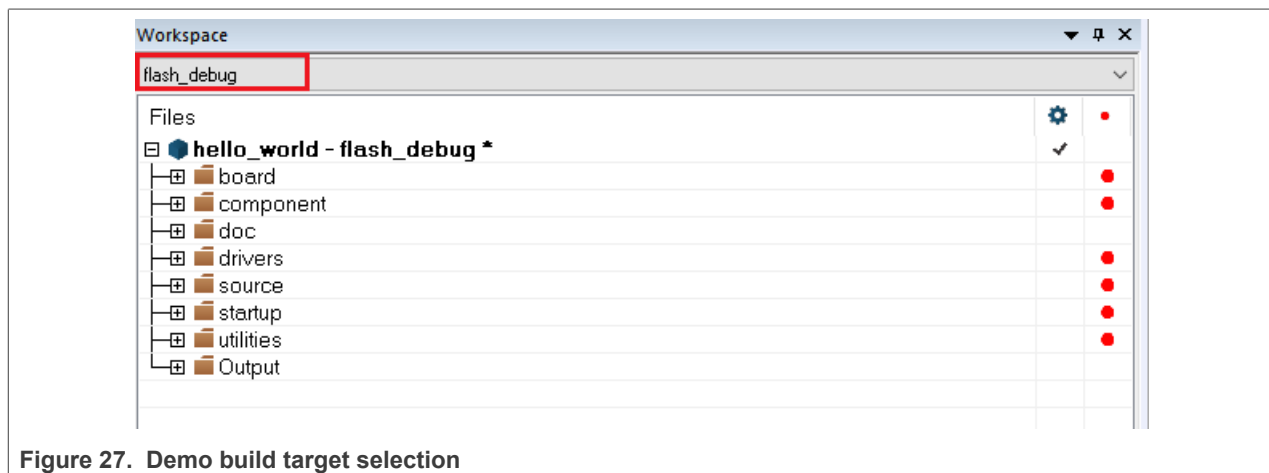 Workspace
flash_debug
Files
hello_world - flash_debug *
board
component
doc
drivers
source
startup
utilities
Output
Figure 27. Demo build target selection